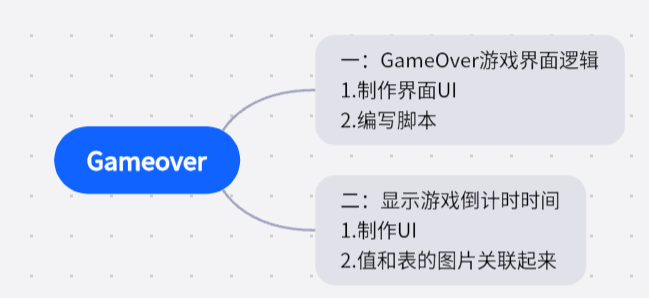 Gameover
一：GameOver游戏界面逻辑
1.制作界面UI
2.编写脚本
二：显示游戏倒计时时间
1.制作UI
2.值和表的图片关联起来